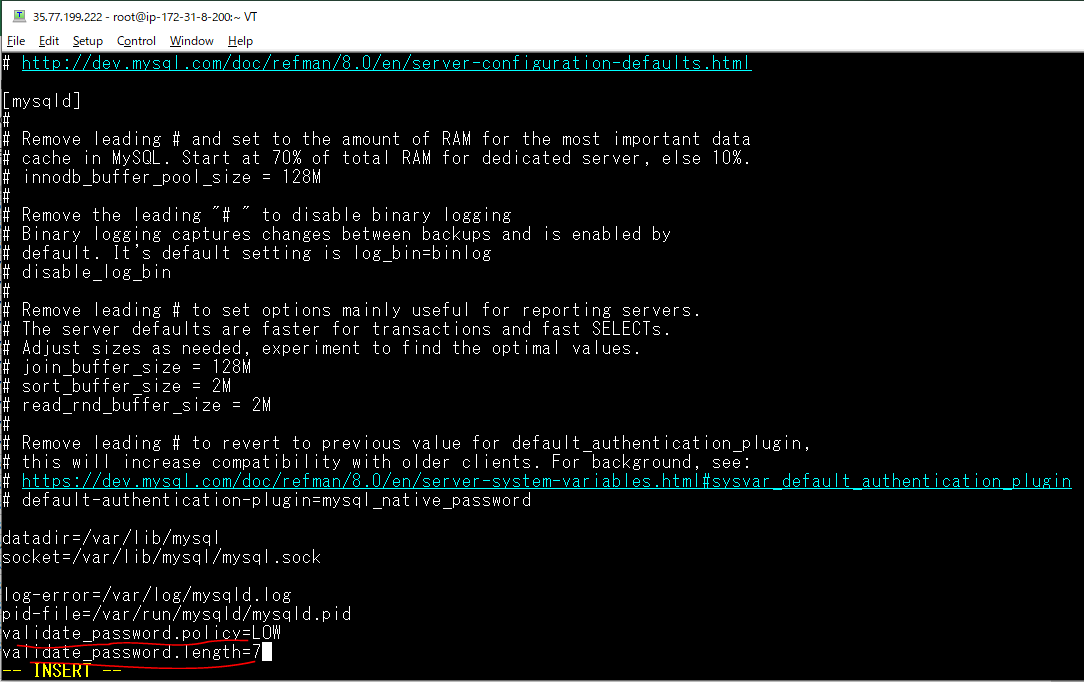 35.77.199.222 - root@ip-172-31-8-200:~ VT
File Edit Setup Control Window Help
# http://dev.mysql.com/doc/refman/8.0/en/server-configuration-defaults.html
[mysqld]
#
# Remove leading # and set to the amount of RAM for the most important data
# cache in MySQL. Start at 70% of total RAM for dedicated server, else 10%.
# innodb_buffer_pool_size = 128M
#
# Remove the leading "# " to disable binary logging
# Binary logging captures changes between backups and is enabled by
# default. It's default setting is log_bin=binlog
# disable_log_bin
#
# Remove leading # to set options mainly useful for reporting servers.
# The server defaults are faster for transactions and fast SELECTs.
# Adjust sizes as needed, experiment to find the optimal values.
# join_buffer_size = 128M
# sort_buffer_size = 2M
# read_rnd_buffer_size = 2M
#
# Remove leading # to revert to previous value for default_authentication_plugin,
# this will increase compatibility with older clients. For background, see:
# https://dev.mysql.com/doc/refman/8.0/en/server-system-variables.html#sysvar_default_authentication_plugin
# default-authentication-plugin=mysql_native_password
datadir=/var/lib/mysql
socket=/var/lib/mysql/mysql.sock
log-error=/var/log/mysqld.log
pid-file=/var/run/mysqld/mysqld.pid
validate_password.policy=LOW
validate_password.length=7
-- INSERT --